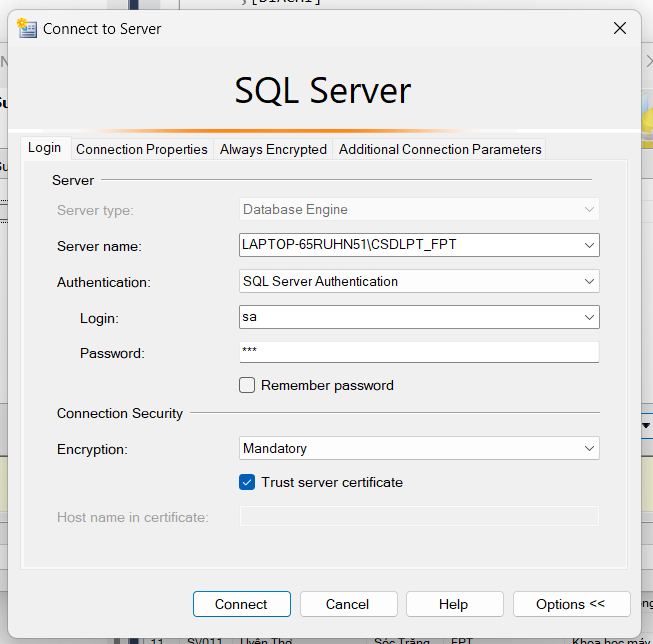 Connect to Server
SQL Server
Login Connection Properties Always Encrypted Additional Connection Parameters
Server
Server type: Database Engine
Server name: LAPTOP-65RUHN51\CSDLPT_FPT
Authentication: SQL Server Authentication
Login: sa
Password: ***
Remember password
Connection Security
Encryption: Mandatory
Trust server certificate
Host name in certificate:
Connect Cancel Help Options <<